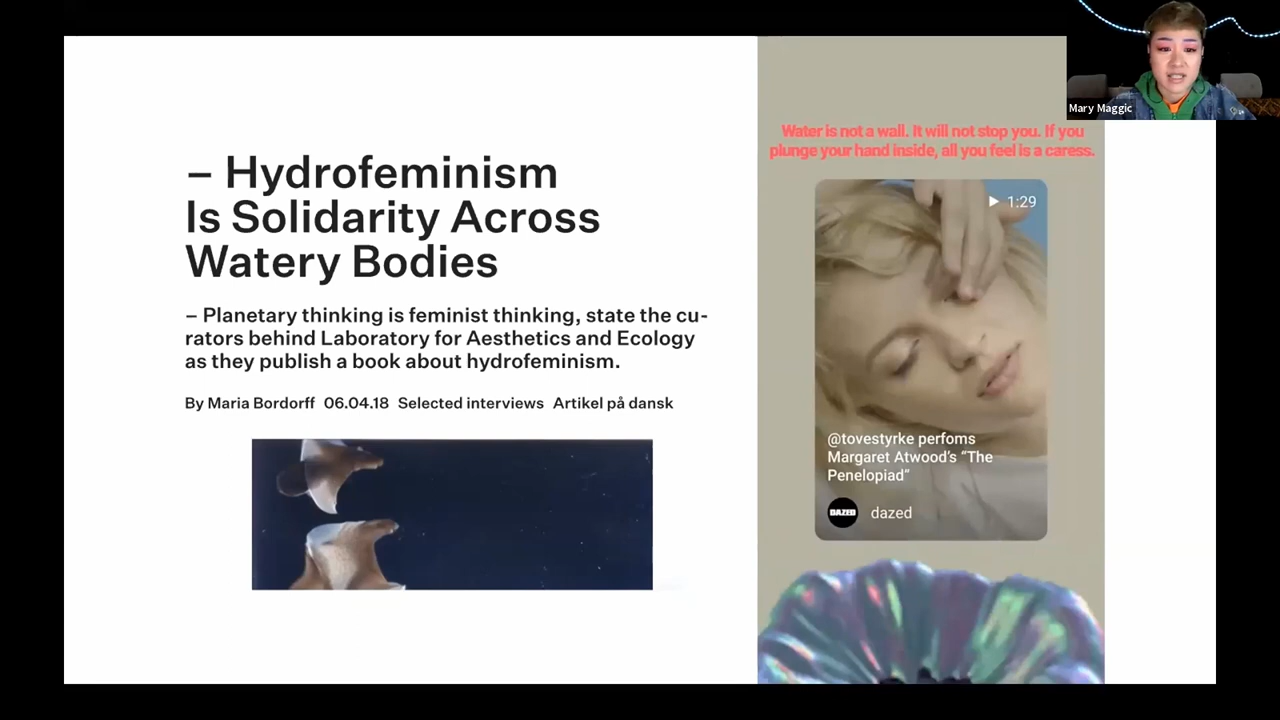 – Hydrofeminism
Is Solidarity Across
Watery Bodies
– Planetary thinking is feminist thinking, state the cu-
rators behind Laboratory for Aesthetics and Ecology
as they publish a book about hydrofeminism.
By Maria Bordorff 06.04.18 Selected interviews Artikel på dansk
Mary Maggic
Water is not a wall. It will not stop you. If you
plunge your hand inside, all you feel is a caress.
1:29
@tovestyrke perfoms
Margaret Atwood's "The
Penelopiad"
DAZED
dazed